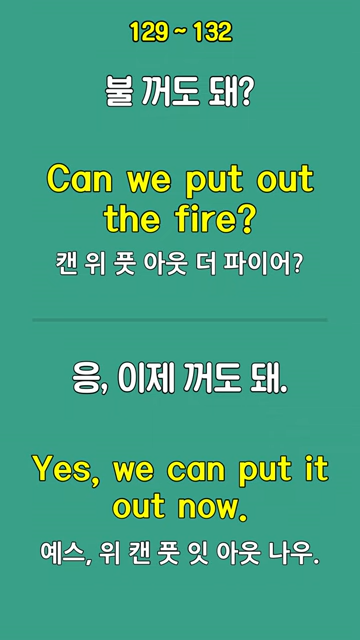 129 ~ 132
불 꺼도 돼?
Can we put out
the fire?
캔 위 풋 아웃 더 파이어?
응, 이제 꺼도 돼.
Yes, we can put it
out now.
예스, 위 캔 풋 잇 아웃 나우.